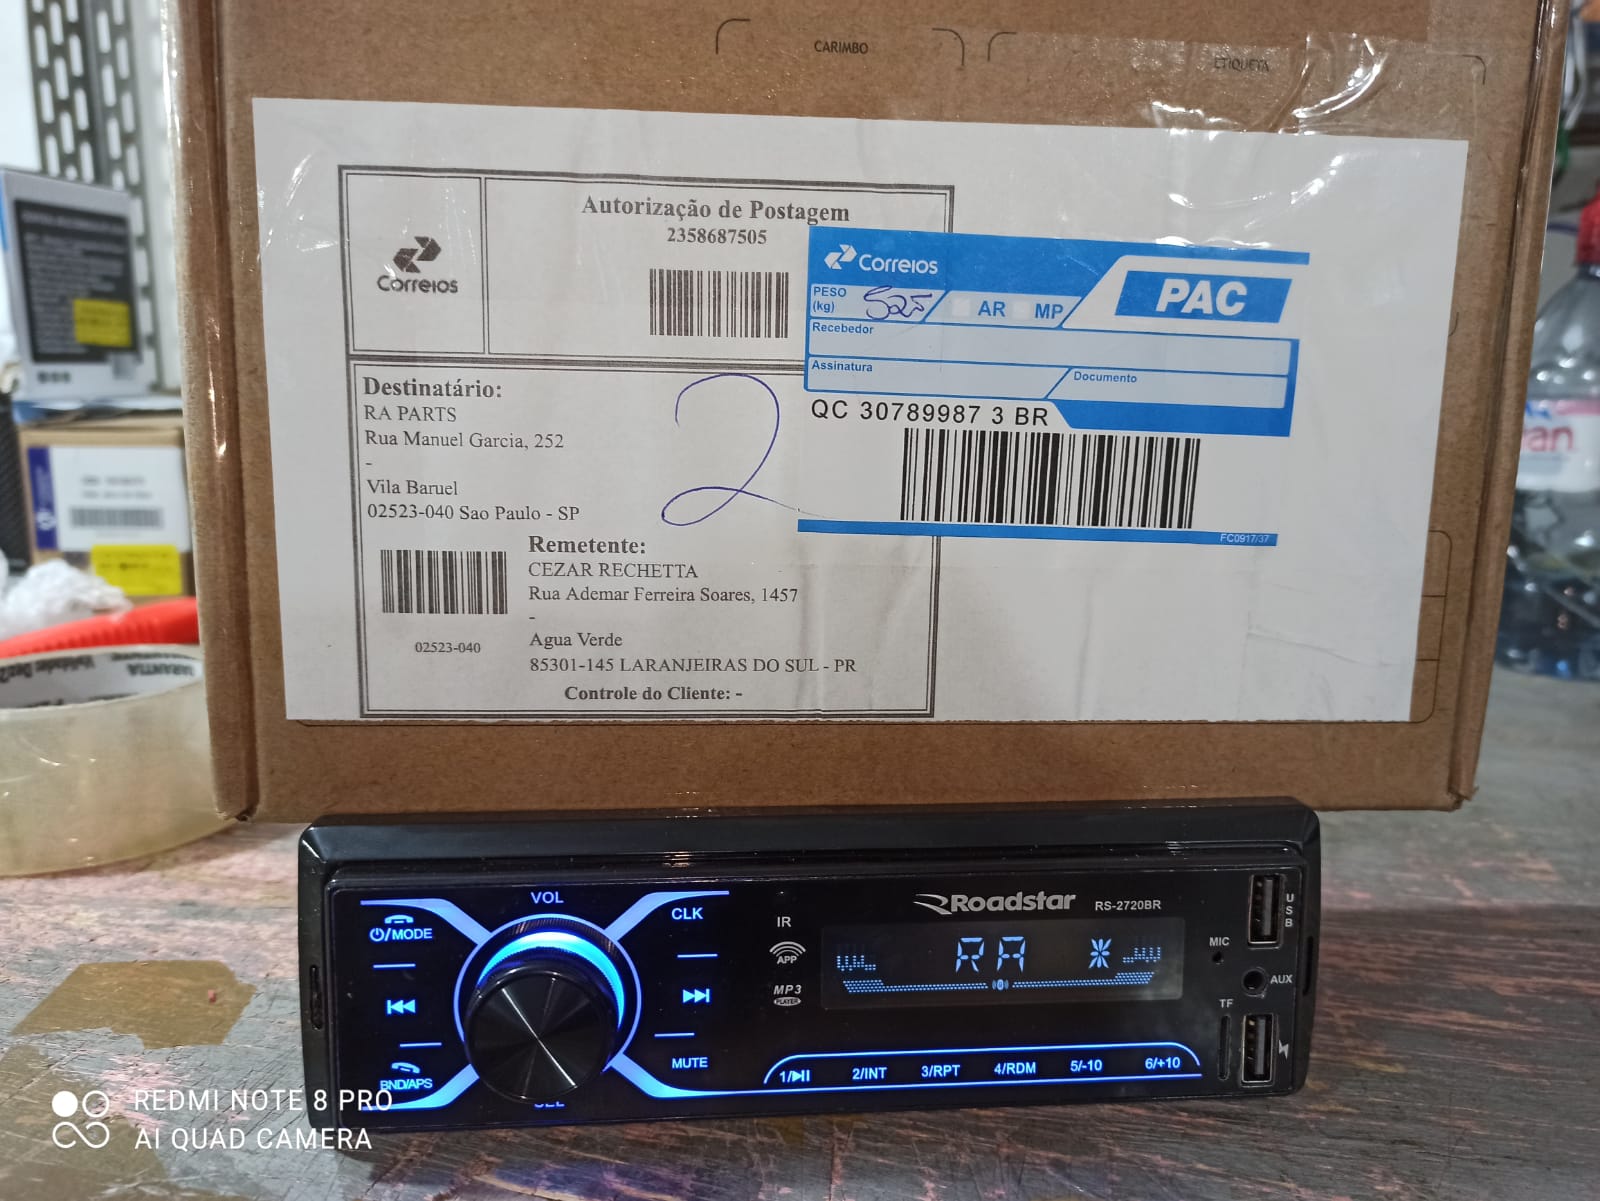 CARIMBO
ETIQUETA
Autorização de Postagem
2358687505
Correios
Correios
PAC
PESO
(kg)
525
AR
MP
Recebedor
Assinatura
Documento
QC 30789987 3 BR
FC0917/37
Destinatário:
RA PARTS
Rua Manuel Garcia, 252
-
Vila Baruel
02523-040 Sao Paulo - SP
2
02523-040
Remetente:
CEZAR RECHETTA
Rua Ademar Ferreira Soares, 1457
-
Agua Verde
85301-145 LARANJEIRAS DO SUL - PR
Controle do Cliente: -
GARANTIA
VOL
CLK
/MODE
BND/APS
SEL
MUTE
IR
APP
MP3
PLAYER
Roadstar
RS-2720BR
RA
USB
MIC
AUX
TF
1/
2/INT
3/RPT
4/RDM
5/-10
6/+10
REDMI NOTE 8 PRO
AI QUAD CAMERA